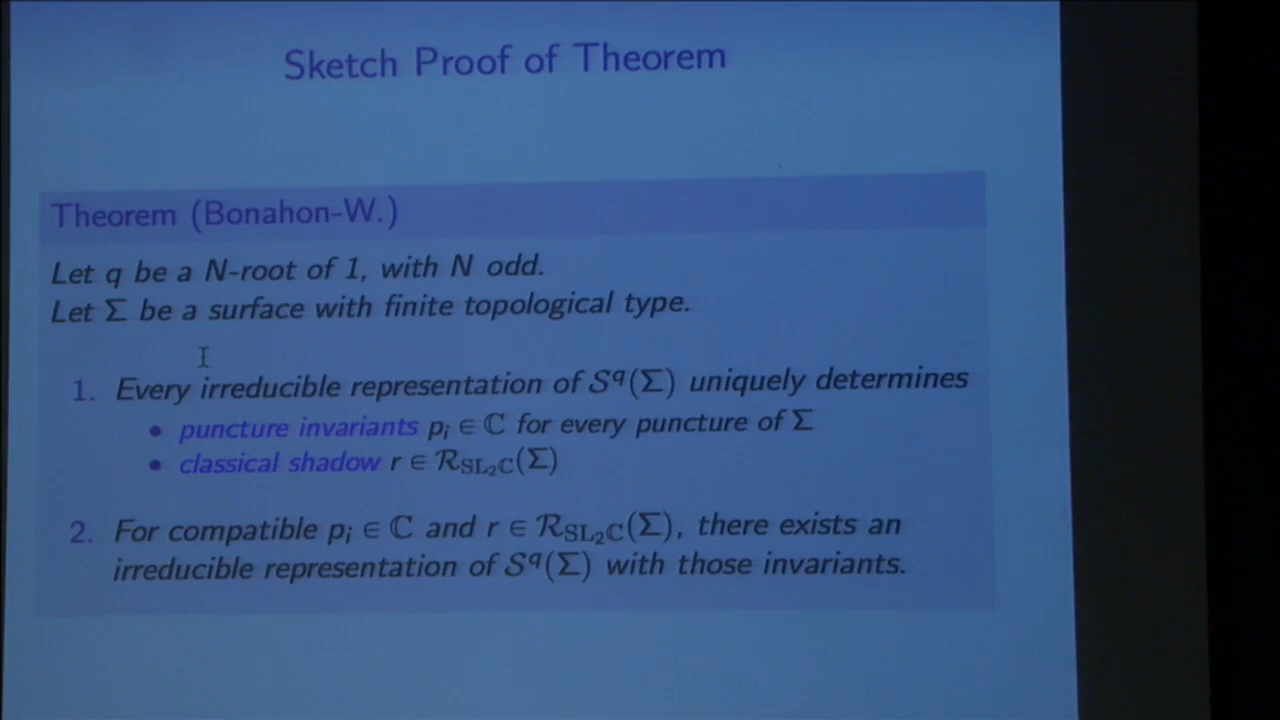 Sketch Proof of Theorem
Theorem (Bonahon-W.)
Let q be a N-root of 1, with N odd.
Let Σ be a surface with finite topological type.
1. Every irreducible representation of 𝒮^q(Σ) uniquely determines
• puncture invariants p_i ∈ ℂ for every puncture of Σ
• classical shadow r ∈ ℛ_{SL₂ℂ}(Σ)
2. For compatible p_i ∈ ℂ and r ∈ ℛ_{SL₂ℂ}(Σ), there exists an
irreducible representation of 𝒮^q(Σ) with those invariants.